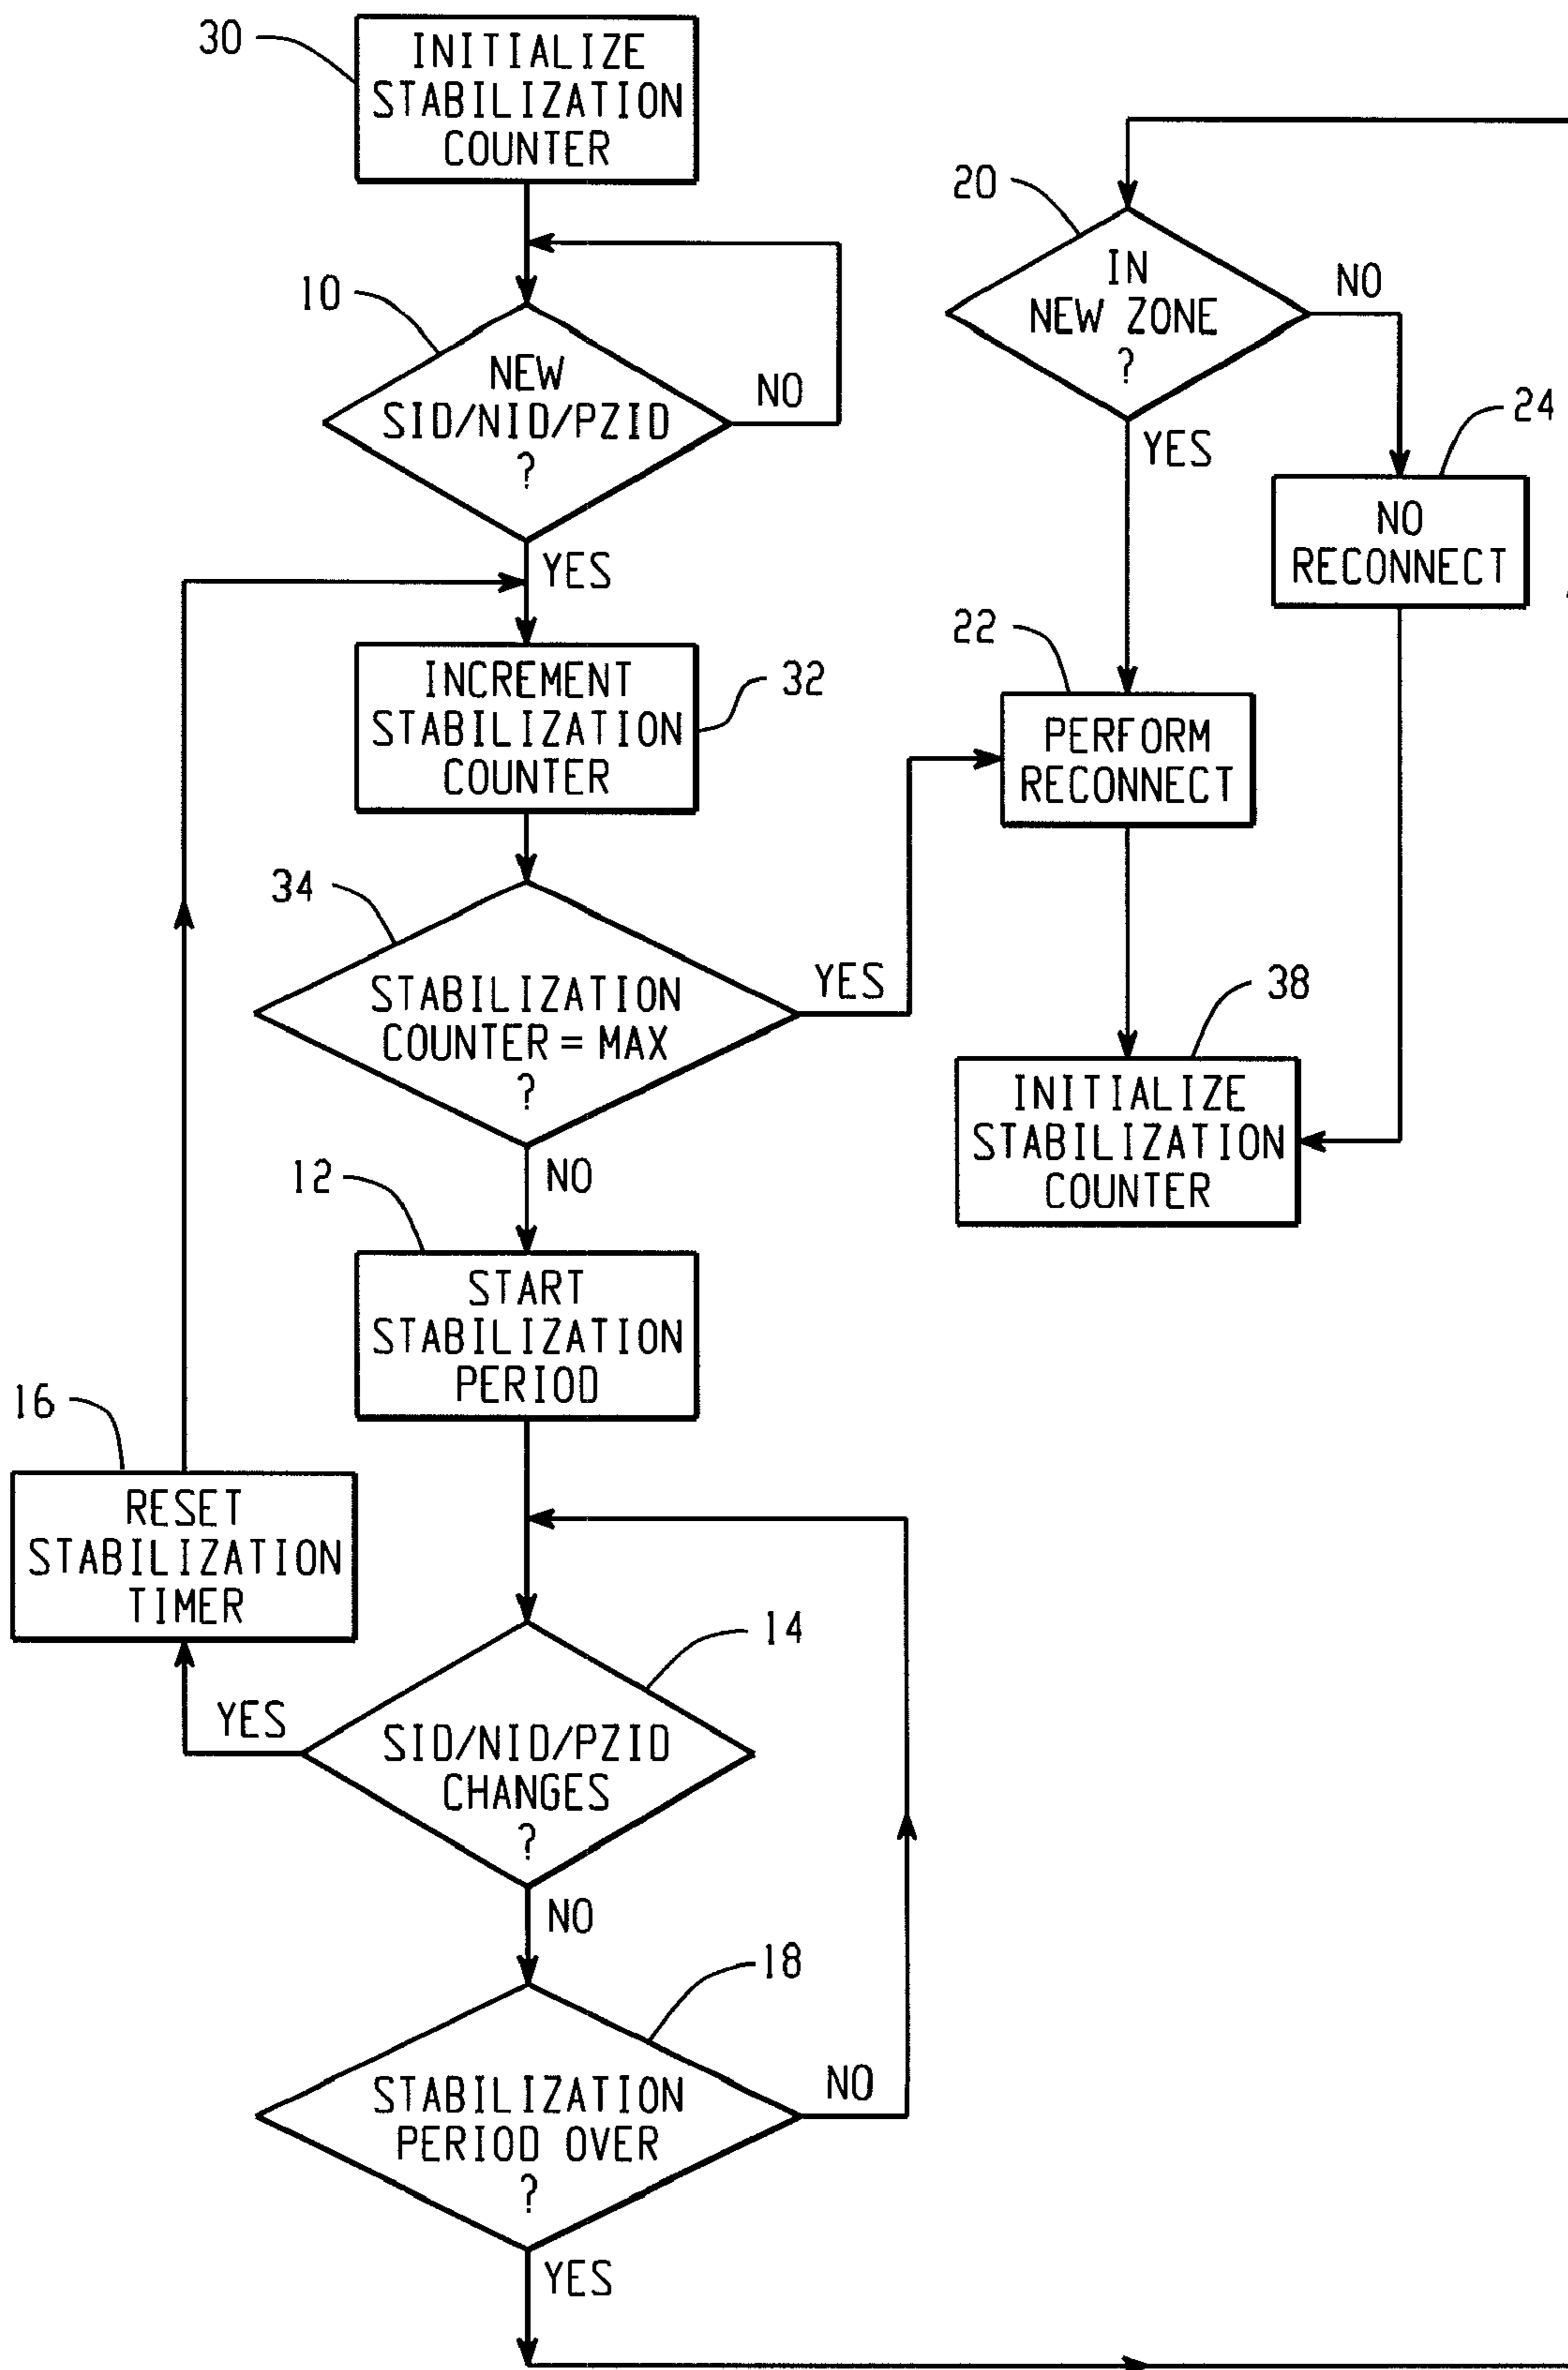 30
INITIALIZE
STABILIZATION
COUNTER
10
NEW
SID/NID/PZID
?
NO
YES
INCREMENT
STABILIZATION
COUNTER
32
34
STABILIZATION
COUNTER = MAX
?
YES
NO
12
START
STABILIZATION
PERIOD
16
RESET
STABILIZATION
TIMER
14
SID/NID/PZID
CHANGES
?
YES
NO
18
STABILIZATION
PERIOD OVER
?
NO
YES
20
IN
NEW ZONE
?
NO
YES
24
NO
RECONNECT
22
PERFORM
RECONNECT
38
INITIALIZE
STABILIZATION
COUNTER